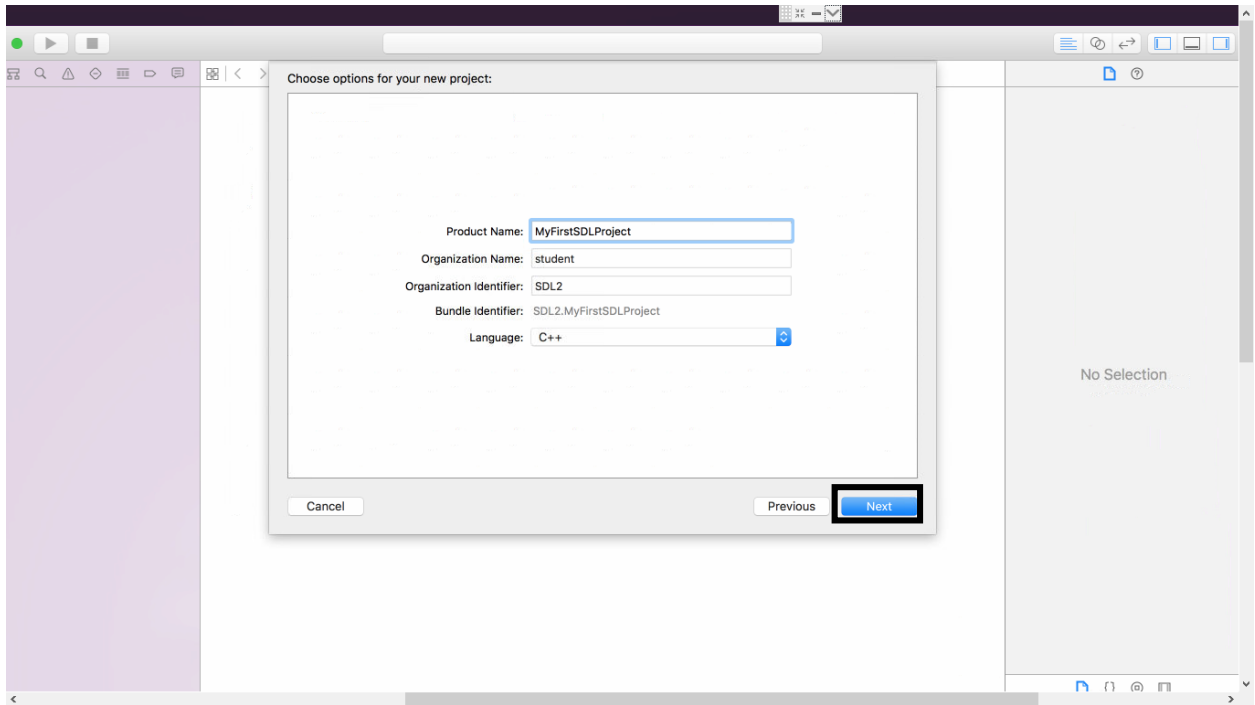 Choose options for your new project:
Product Name: MyFirstSDLProject
Organization Name: student
Organization Identifier: SDL2
Bundle Identifier: SDL2.MyFirstSDLProject
Language: C++
No Selection
Cancel Previous Next